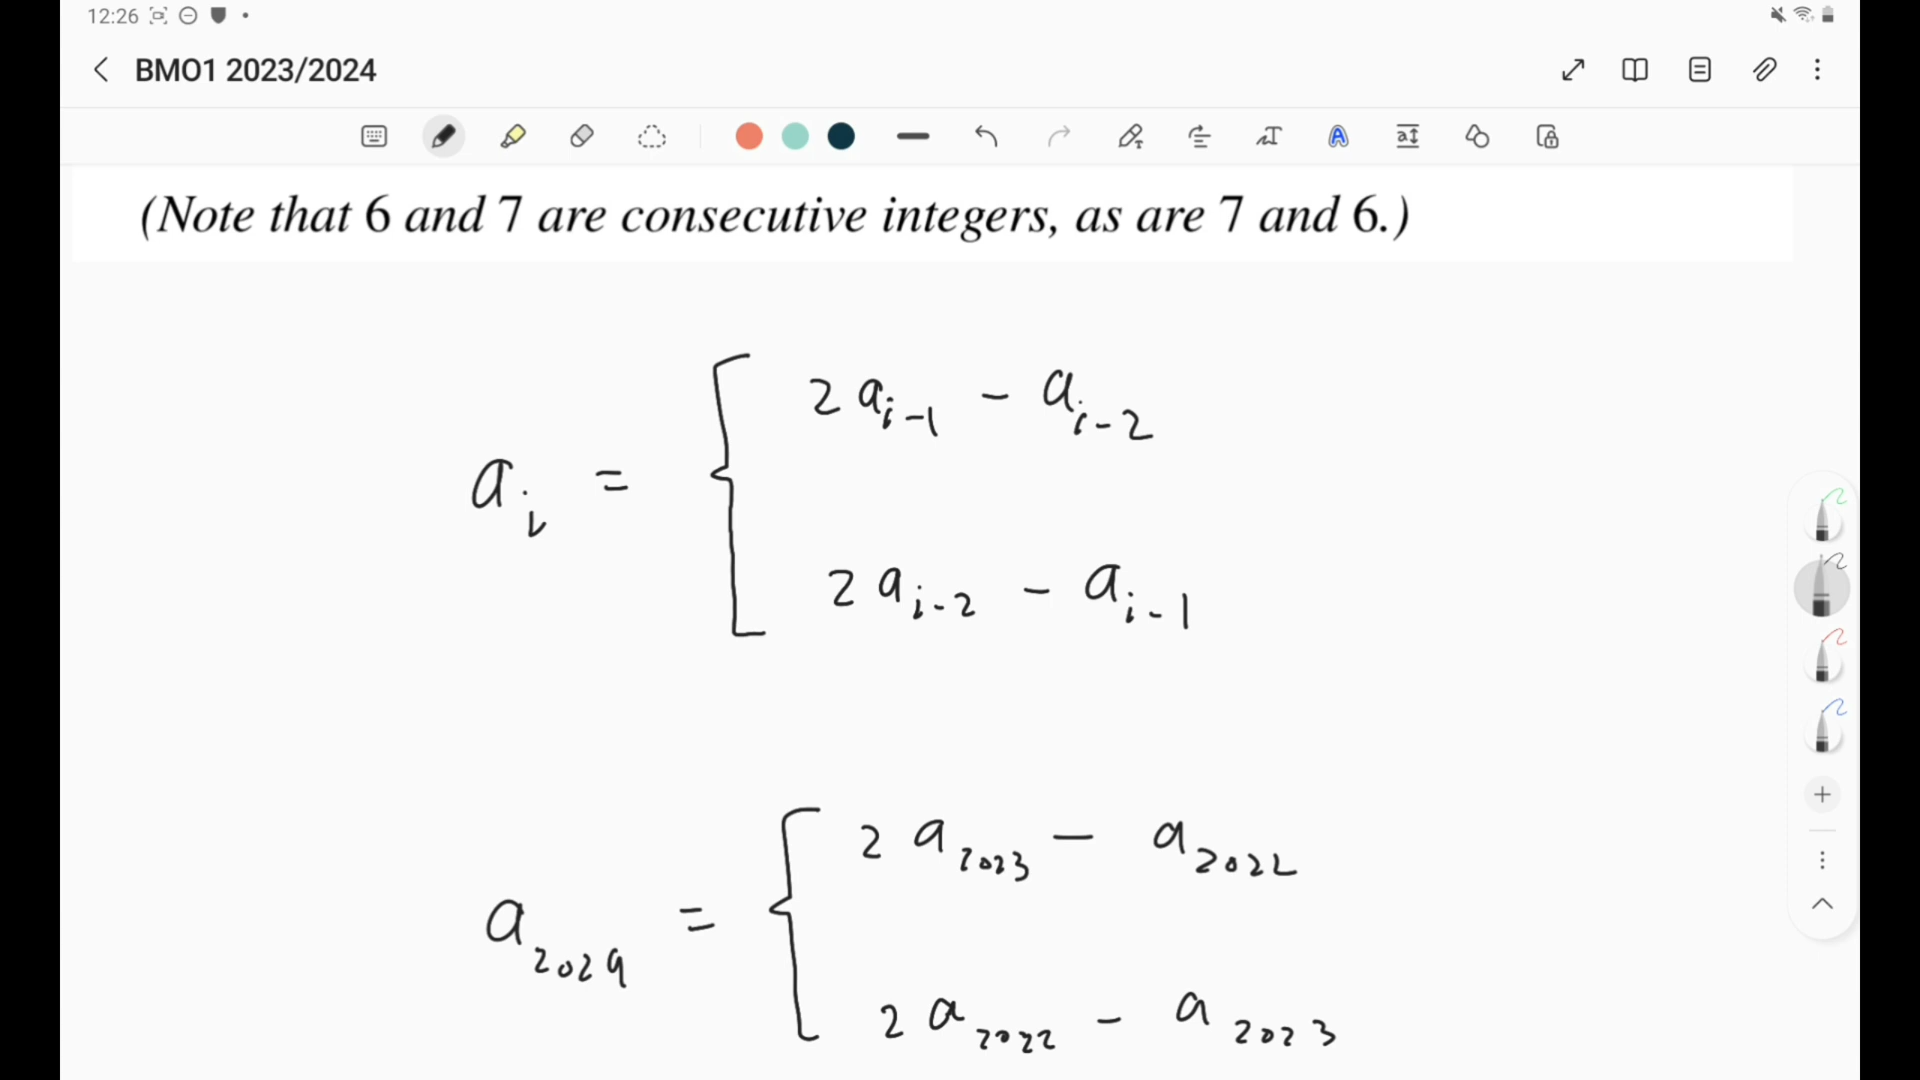 12:26
BMO1 2023/2024
(Note that 6 and 7 are consecutive integers, as are 7 and 6.)
2a_{i-1} - a_{i-2}
a_i =
2a_{i-2} - a_{i-1}
2a_{2023} - a_{2022}
a_{2024} =
2a_{2022} - a_{2023}